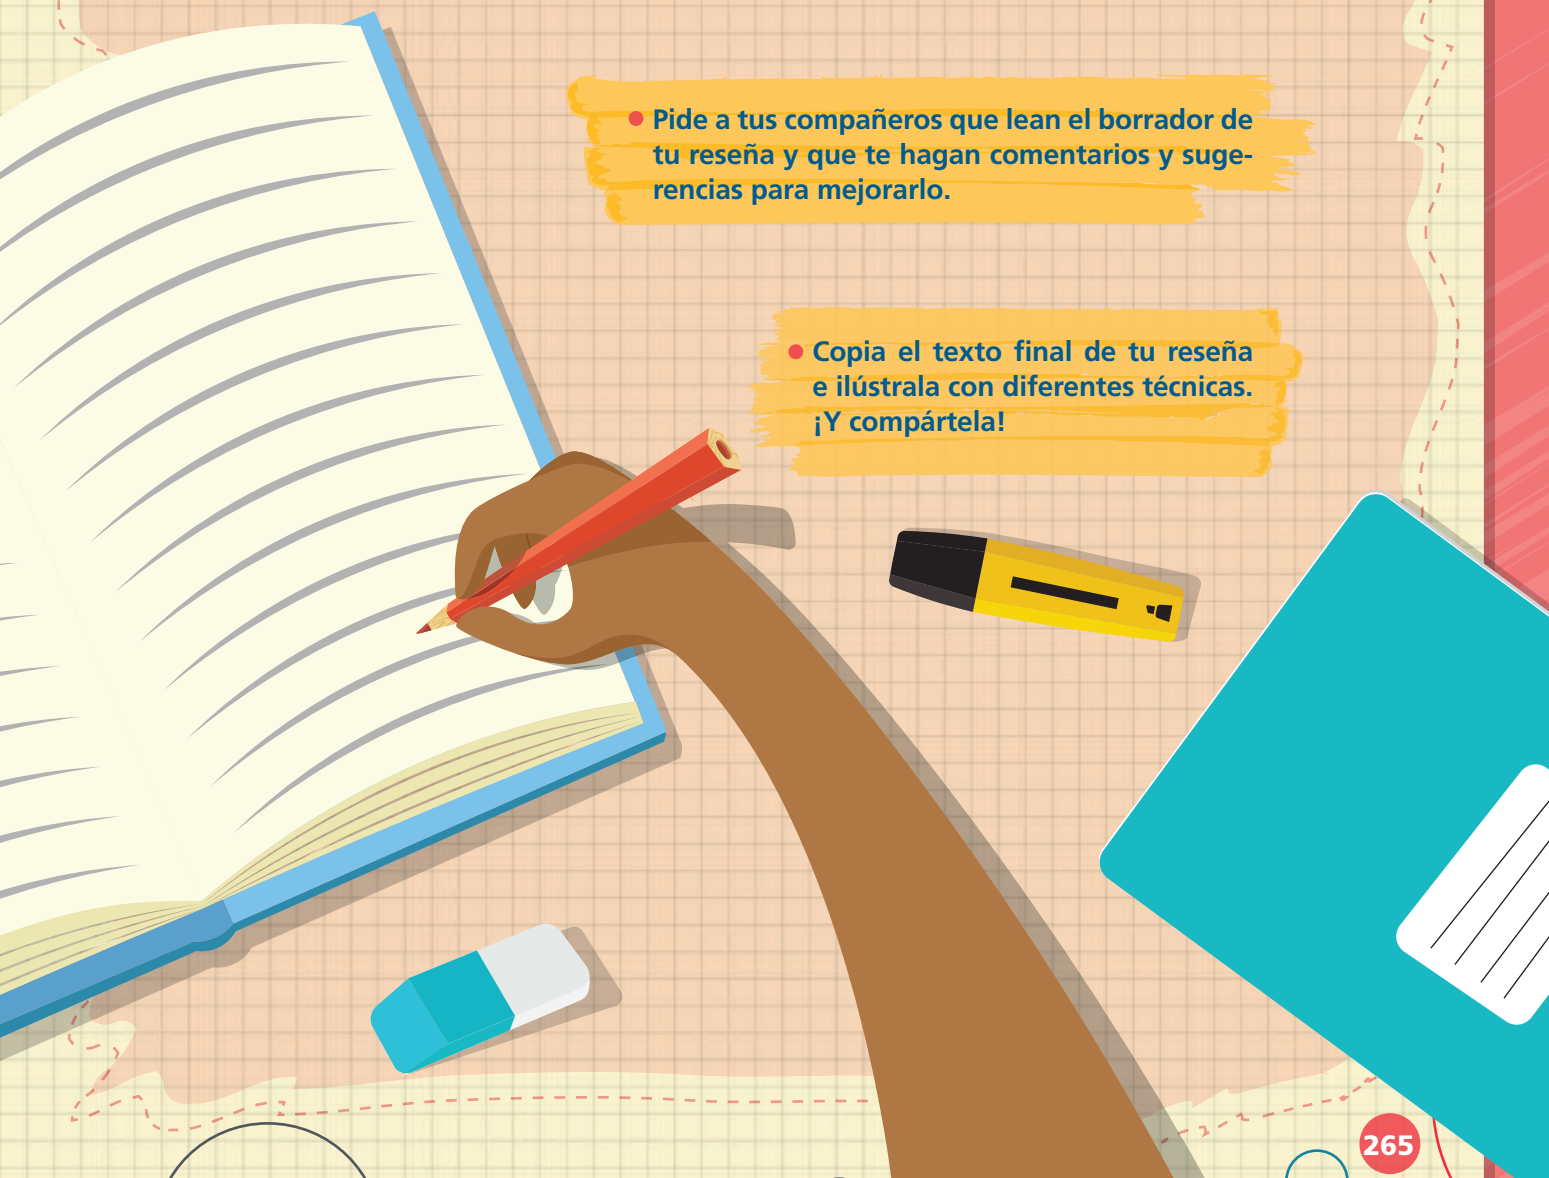 ● Pide a tus compañeros que lean el borrador de
tu reseña y que te hagan comentarios y suge-
rencias para mejorarlo.
● Copia el texto final de tu reseña
e ilústrala con diferentes técnicas.
¡Y compártela!
265